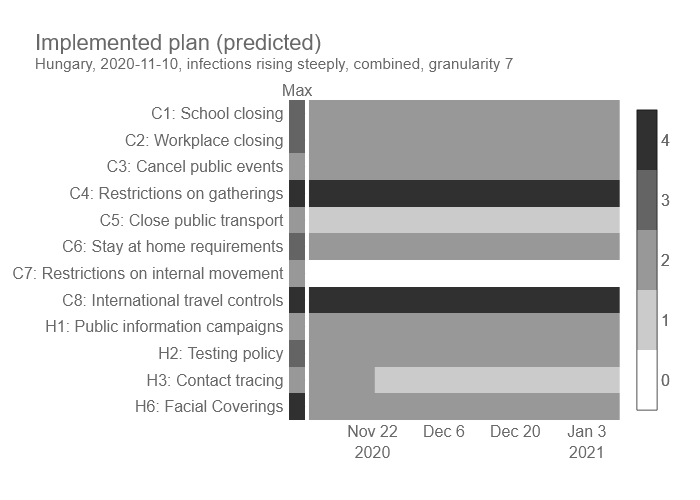 Implemented plan (predicted)
Hungary, 2020-11-10, infections rising steeply, combined, granularity 7
Max
C1: School closing
C2: Workplace closing
C3: Cancel public events
C4: Restrictions on gatherings
C5: Close public transport
C6: Stay at home requirements
C7: Restrictions on internal movement
C8: International travel controls
H1: Public information campaigns
H2: Testing policy
H3: Contact tracing
H6: Facial Coverings
4
3
2
1
0
Nov 22 Dec 6 Dec 20 Jan 3
2020 2021